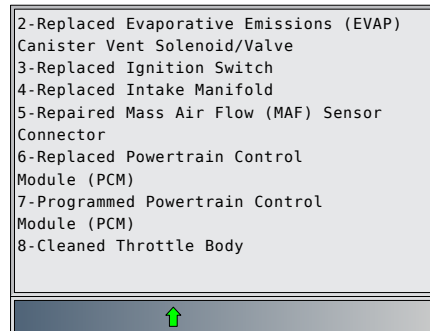 2-Replaced Evaporative Emissions (EVAP)
Canister Vent Solenoid/Valve
3-Replaced Ignition Switch
4-Replaced Intake Manifold
5-Repaired Mass Air Flow (MAF) Sensor
Connector
6-Replaced Powertrain Control
Module (PCM)
7-Programmed Powertrain Control
Module (PCM)
8-Cleaned Throttle Body